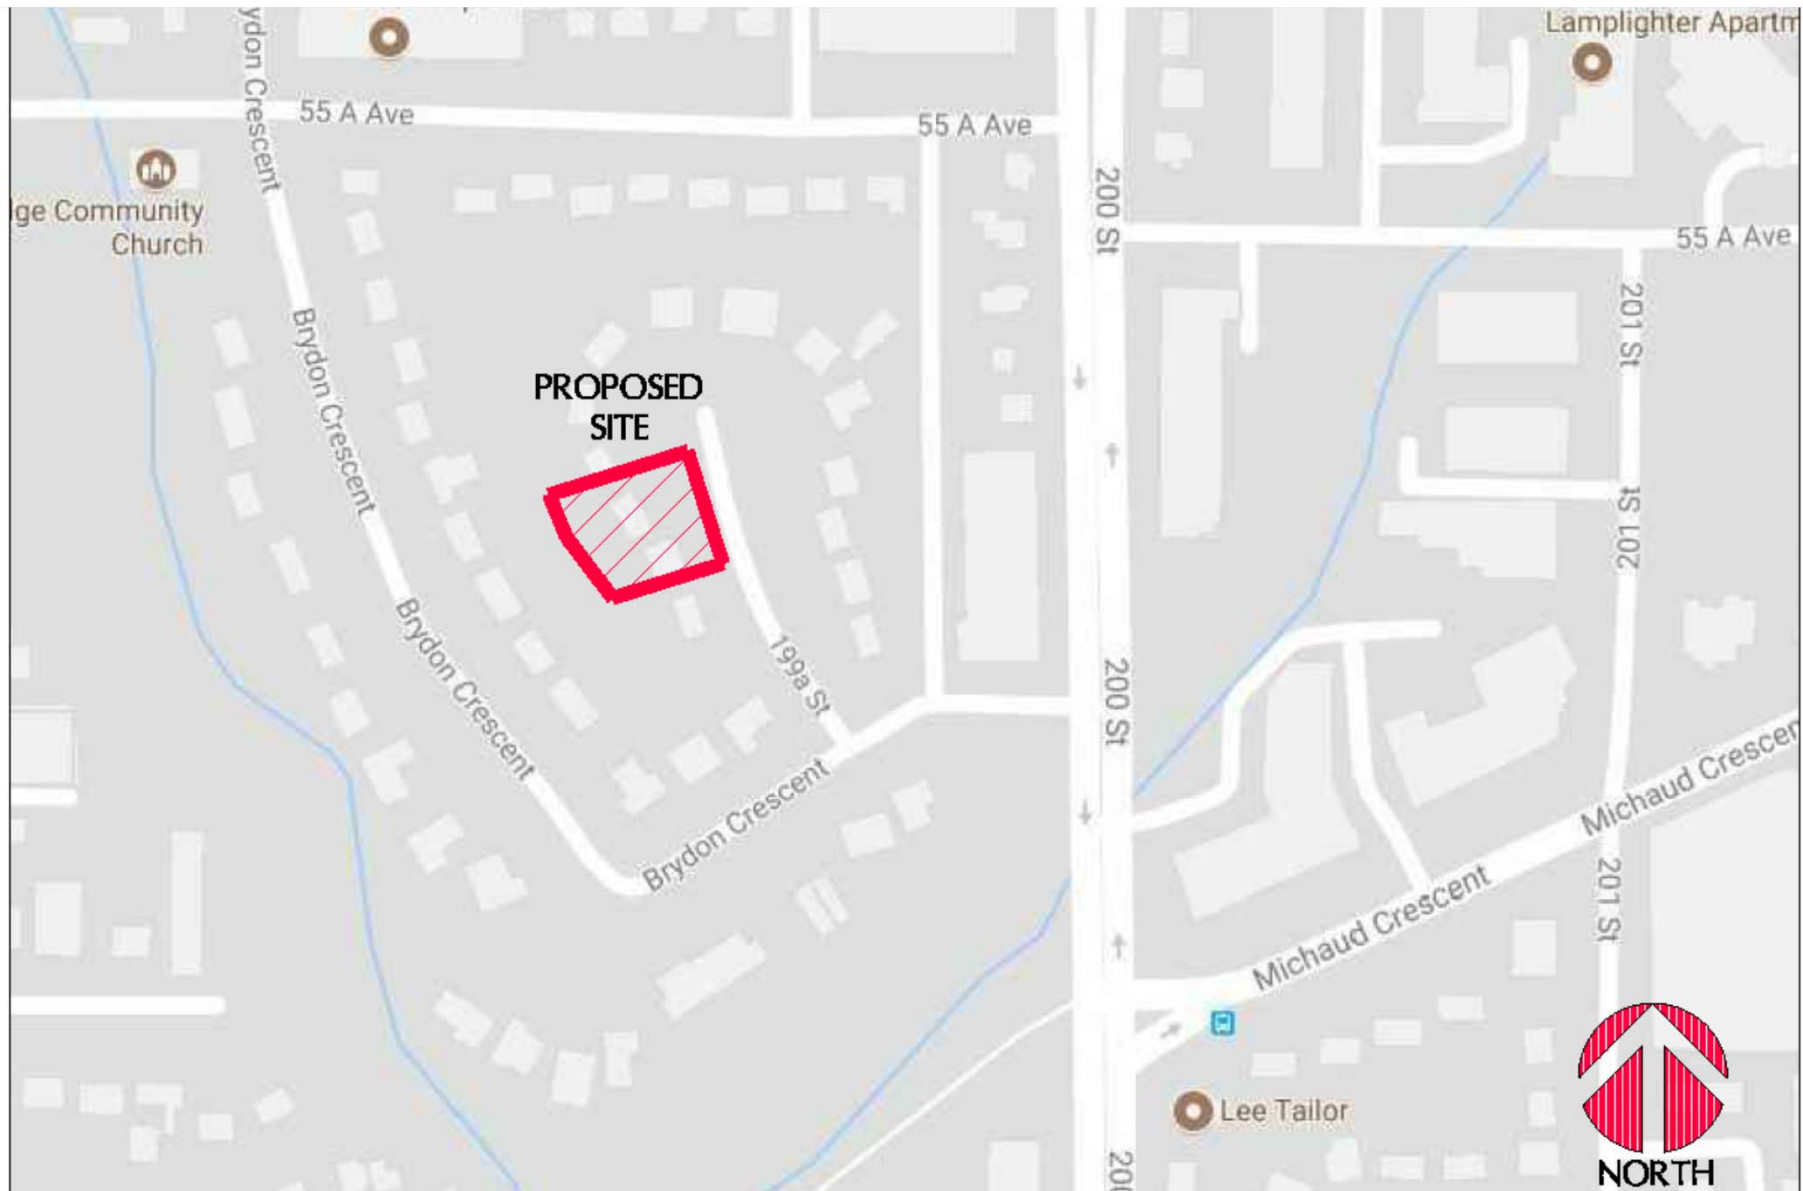 Lamplighter Apartm
ydon Crescent
55 A Ave
55 A Ave
200 St
lge Community
Church
55 A Ave
201 St
Brydon Crescent
PROPOSED
SITE
201 St
Brydon Crescent
199a St
200 St
Michaud Crescen
Brydon Crescent
201 St
Michaud Crescent
Lee Tailor
NORTH
200